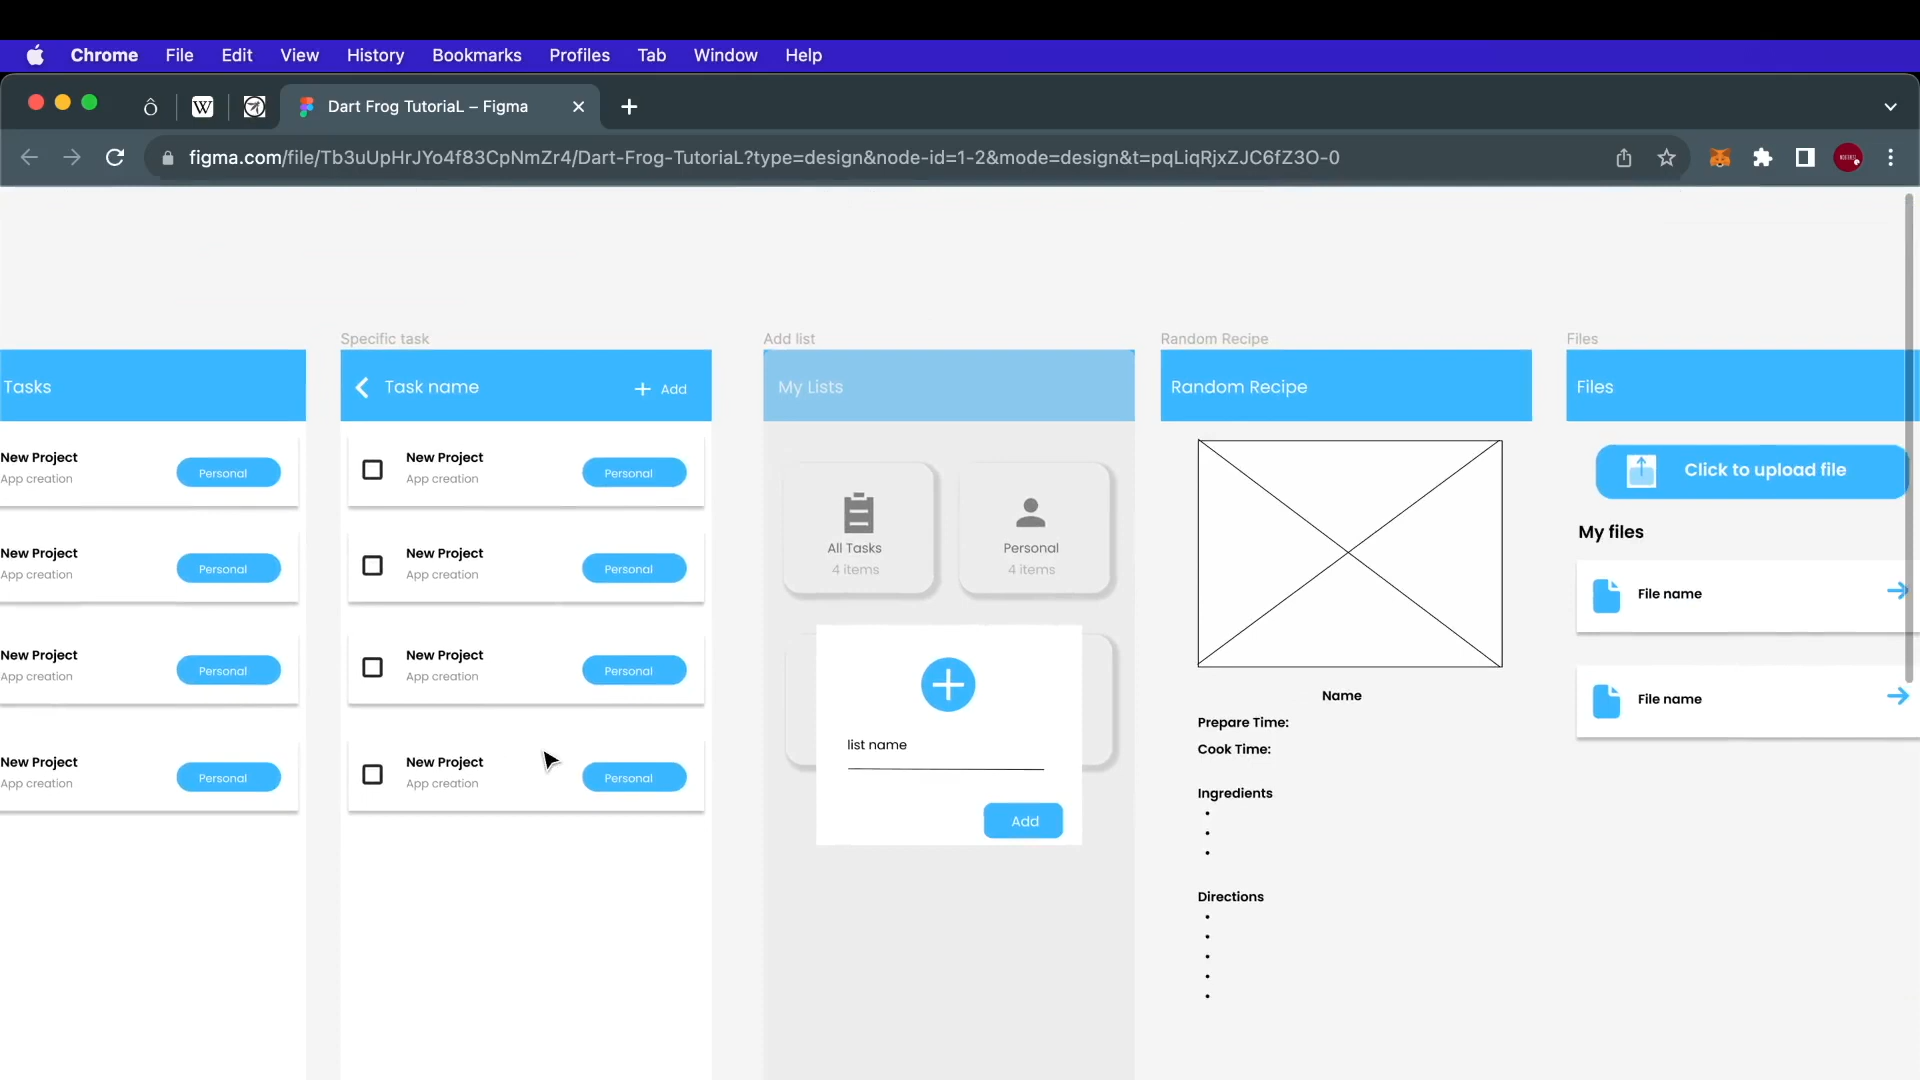 Chrome File Edit View History Bookmarks Profiles Tab Window Help
Dart Frog TutoriaL – Figma
figma.com/file/Tb3uUpHrJYo4f83CpNmZr4/Dart-Frog-TutoriaL?type=design&node-id=1-2&mode=design&t=pqLiqRjxZJC6fZ3O-0
Tasks
New Project
App creation
Personal
New Project
App creation
Personal
New Project
App creation
Personal
New Project
App creation
Personal
Specific task
Task name
Add
New Project
App creation
Personal
New Project
App creation
Personal
New Project
App creation
Personal
New Project
App creation
Personal
Add list
My Lists
All Tasks
4 items
Personal
4 items
list name
Add
Random Recipe
Random Recipe
Name
Prepare Time:
Cook Time:
Ingredients
Directions
Files
Files
Click to upload file
My files
File name
File name